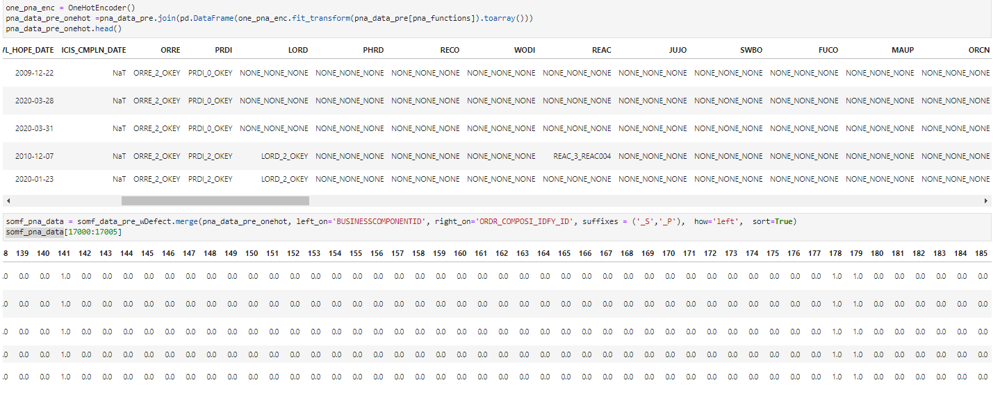 one_pna_enc = OneHotEncoder()
pna_data_pre_onehot =pna_data_pre.join(pd.DataFrame(one_pna_enc.fit_transform(pna_data_pre[pna_functions]).toarray()))
pna_data_pre_onehot.head()
/L_HOPE_DATE ICIS_CMPLN_DATE ORRE PRDI LORD PHRD RECO WODI REAC JUJO SWBO FUCO MAUP ORCN
2009-12-22 NaT ORRE_2_OKEY PRDI_0_OKEY NONE_NONE_NONE NONE_NONE_NONE NONE_NONE_NONE NONE_NONE_NONE NONE_NONE_NONE NONE_NONE_NONE NONE_NONE_NONE NONE_NONE_NONE NONE_NONE_NONE NONE_NONE_NONE
2020-03-28 NaT ORRE_2_OKEY PRDI_0_OKEY NONE_NONE_NONE NONE_NONE_NONE NONE_NONE_NONE NONE_NONE_NONE NONE_NONE_NONE NONE_NONE_NONE NONE_NONE_NONE NONE_NONE_NONE NONE_NONE_NONE NONE_NONE_NONE
2020-03-31 NaT ORRE_2_OKEY PRDI_0_OKEY NONE_NONE_NONE NONE_NONE_NONE NONE_NONE_NONE NONE_NONE_NONE NONE_NONE_NONE NONE_NONE_NONE NONE_NONE_NONE NONE_NONE_NONE NONE_NONE_NONE NONE_NONE_NONE
2010-12-07 NaT ORRE_2_OKEY PRDI_2_OKEY LORD_2_OKEY NONE_NONE_NONE NONE_NONE_NONE NONE_NONE_NONE REAC_3_REAC004 NONE_NONE_NONE NONE_NONE_NONE NONE_NONE_NONE NONE_NONE_NONE NONE_NONE_NONE
2020-01-23 NaT ORRE_2_OKEY PRDI_2_OKEY LORD_2_OKEY NONE_NONE_NONE NONE_NONE_NONE NONE_NONE_NONE NONE_NONE_NONE NONE_NONE_NONE NONE_NONE_NONE NONE_NONE_NONE NONE_NONE_NONE NONE_NONE_NONE
somf_pna_data = somf_data_pre_wDefect.merge(pna_data_pre_onehot, left_on='BUSINESSCOMPONENTID', right_on='ORDR_COMPOSI_IDFY_ID', suffixes = ('_S','_P'), how='left', sort=True)
somf_pna_data[17000:17005]
8 139 140 141 142 143 144 145 146 147 148 149 150 151 152 153 154 155 156 157 158 159 160 161 162 163 164 165 166 167 168 169 170 171 172 173 174 175 176 177 178 179 180 181 182 183 184 185
.0 0.0 0.0 1.0 0.0 0.0 0.0 0.0 0.0 0.0 0.0 0.0 0.0 0.0 0.0 0.0 0.0 0.0 0.0 0.0 0.0 0.0 0.0 0.0 0.0 0.0 0.0 0.0 0.0 0.0 0.0 0.0 0.0 0.0 0.0 0.0 0.0 0.0 0.0 0.0 1.0 1.0 0.0 0.0 0.0 0.0 0.0 0.0
.0 0.0 0.0 1.0 0.0 0.0 0.0 0.0 0.0 0.0 0.0 0.0 0.0 0.0 0.0 0.0 0.0 0.0 0.0 0.0 0.0 0.0 0.0 0.0 0.0 0.0 0.0 0.0 0.0 0.0 0.0 0.0 0.0 0.0 0.0 0.0 0.0 0.0 0.0 0.0 1.0 1.0 0.0 0.0 0.0 0.0 0.0 0.0
.0 0.0 0.0 1.0 0.0 0.0 0.0 0.0 0.0 0.0 0.0 0.0 0.0 0.0 0.0 0.0 0.0 0.0 0.0 0.0 0.0 0.0 0.0 0.0 0.0 0.0 0.0 0.0 0.0 0.0 0.0 0.0 0.0 0.0 0.0 0.0 0.0 0.0 0.0 0.0 1.0 1.0 0.0 0.0 0.0 0.0 0.0 0.0
.0 0.0 0.0 1.0 0.0 0.0 0.0 0.0 0.0 0.0 0.0 0.0 0.0 0.0 0.0 0.0 0.0 0.0 0.0 0.0 0.0 0.0 0.0 0.0 0.0 0.0 0.0 0.0 0.0 0.0 0.0 0.0 0.0 0.0 0.0 0.0 0.0 0.0 0.0 0.0 1.0 1.0 0.0 0.0 0.0 0.0 0.0 0.0
.0 0.0 0.0 1.0 0.0 0.0 0.0 0.0 0.0 0.0 0.0 0.0 0.0 0.0 0.0 0.0 0.0 0.0 0.0 0.0 0.0 0.0 0.0 0.0 0.0 0.0 0.0 0.0 0.0 0.0 0.0 0.0 0.0 0.0 0.0 0.0 0.0 0.0 0.0 0.0 1.0 1.0 0.0 0.0 0.0 0.0 0.0 0.0